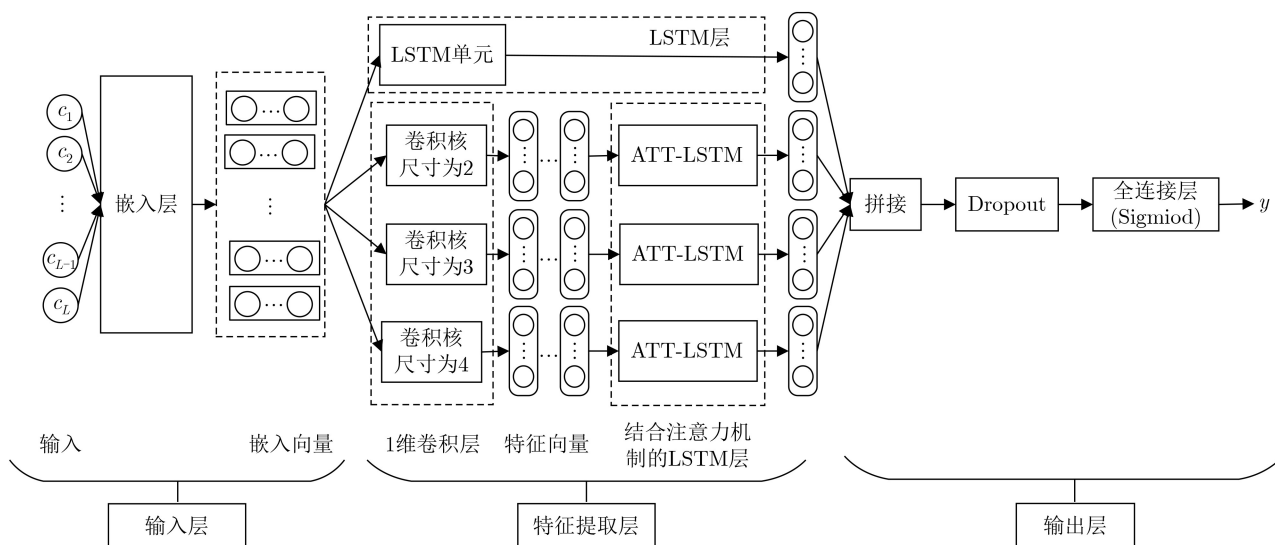 LSTM单元
LSTM层
c1
c2
⋮
cL−1
cL
嵌入层
…
…
⋮
…
…
卷积核
尺寸为2
卷积核
尺寸为3
卷积核
尺寸为4
⋮
⋮
…
⋮
⋮
…
⋮
⋮
…
ATT-LSTM
ATT-LSTM
ATT-LSTM
⋮
⋮
⋮
⋮
拼接
Dropout
全连接层
(Sigmiod)
y
输入
嵌入向量
1维卷积层
特征向量
结合注意力机
制的LSTM层
输入层
特征提取层
输出层